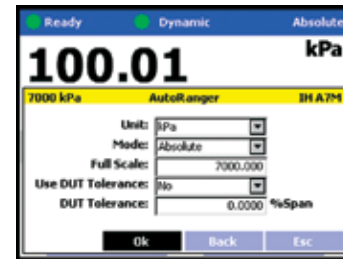 Ready Dynamic Absolute
100.01 kPa
7000 kPa AutoRanger IH A7M
Unit: kPa
Mode: Absolute
Full Scale: 7000.000
Use DUT Tolerance: No
DUT Tolerance: 0.0000 %Span
Ok Back Esc